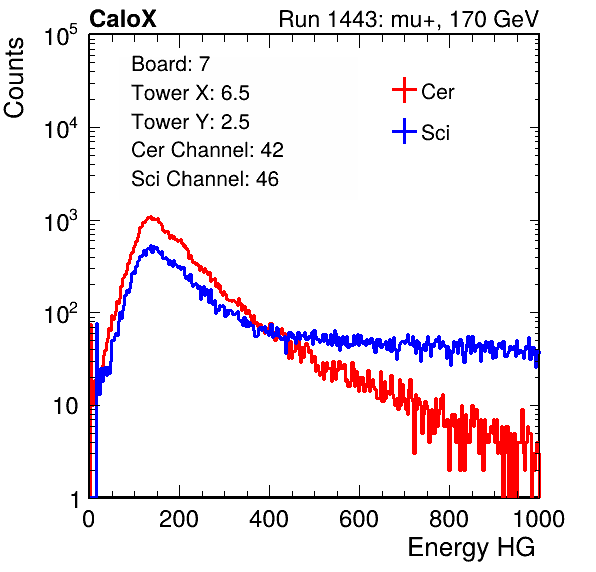 CaloX Run 1443: mu+, 170 GeV
Counts
10^5
10^4
10^3
10^2
10
1
Board: 7
Tower X: 6.5
Tower Y: 2.5
Cer Channel: 42
Sci Channel: 46
Cer
Sci
0 200 400 600 800 1000
Energy HG